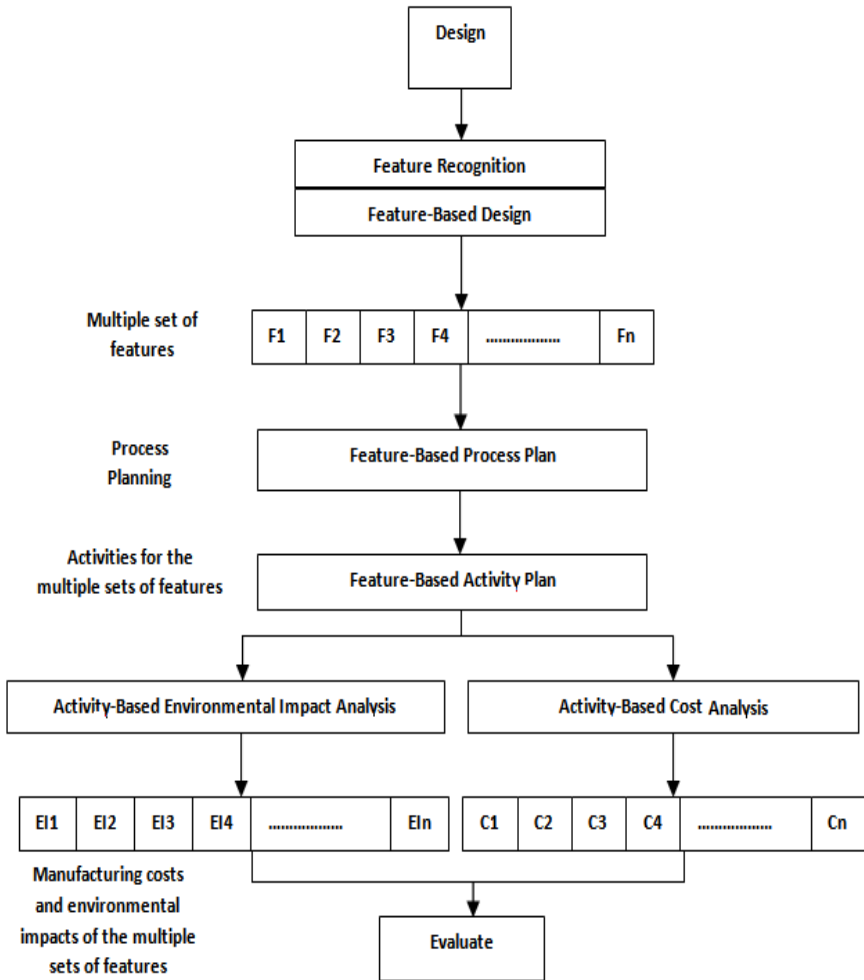 Design
Feature Recognition
Feature-Based Design
Multiple set of
features
F1 F2 F3 F4 .................. Fn
Process
Planning
Feature-Based Process Plan
Activities for the
multiple sets of features
Feature-Based Activity Plan
Activity-Based Environmental Impact Analysis
Activity-Based Cost Analysis
EI1 EI2 EI3 EI4 .................. EIn
C1 C2 C3 C4 .................. Cn
Manufacturing costs
and environmental
impacts of the multiple
sets of features
Evaluate